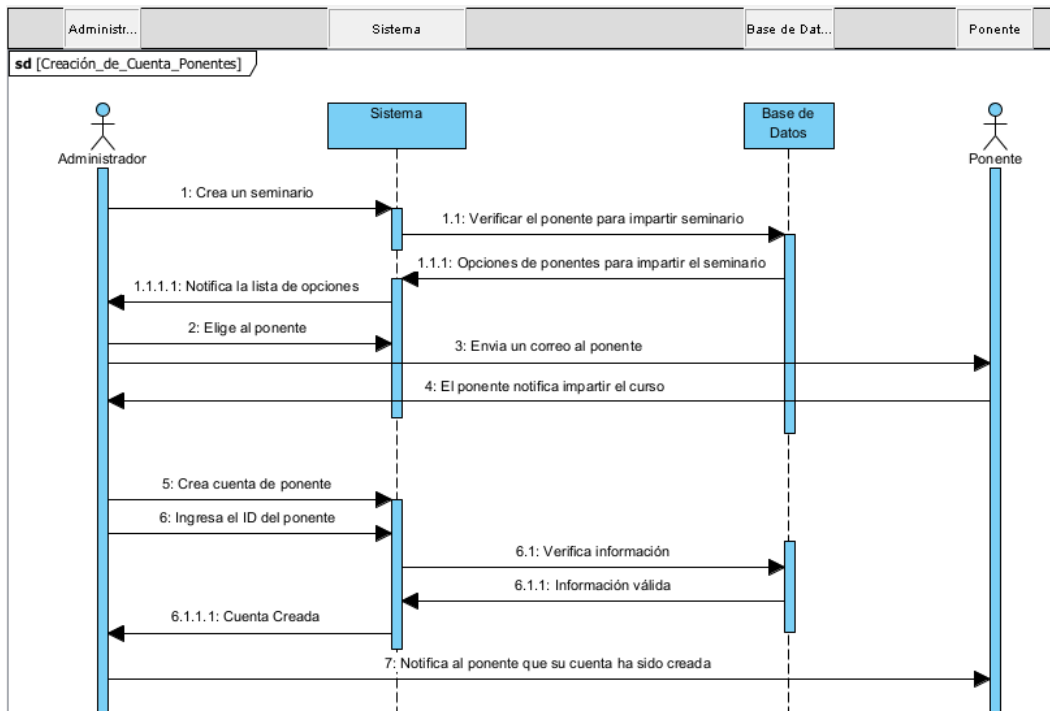 Administr...
Sistema
Base de Dat...
Ponente
sd [Creación_de_Cuenta_Ponentes]
Sistema
Base de
Datos
Administrador
Ponente
1: Crea un seminario
1.1: Verificar el ponente para impartir seminario
1.1.1: Opciones de ponentes para impartir el seminario
1.1.1.1: Notifica la lista de opciones
2: Elige al ponente
3: Envia un correo al ponente
4: El ponente notifica impartir el curso
5: Crea cuenta de ponente
6: Ingresa el ID del ponente
6.1: Verifica información
6.1.1: Información válida
6.1.1.1: Cuenta Creada
7: Notifica al ponente que su cuenta ha sido creada